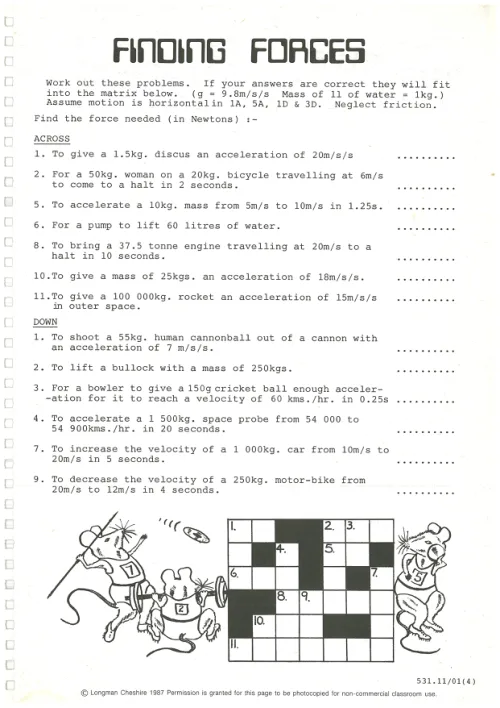 FINDING FORCES
Work out these problems. If your answers are correct they will fit
into the matrix below. (g = 9.8m/s/s Mass of 1l of water = 1kg.)
Assume motion is horizontal in 1A, 5A, 1D & 3D. Neglect friction.
Find the force needed (in Newtons) :-
ACROSS
1. To give a 1.5kg. discus an acceleration of 20m/s/s ..........
2. For a 50kg. woman on a 20kg. bicycle travelling at 6m/s
to come to a halt in 2 seconds. ..........
5. To accelerate a 10kg. mass from 5m/s to 10m/s in 1.25s. ..........
6. For a pump to lift 60 litres of water. ..........
8. To bring a 37.5 tonne engine travelling at 20m/s to a
halt in 10 seconds. ..........
10.To give a mass of 25kgs. an acceleration of 18m/s/s. ..........
11.To give a 100 000kg. rocket an acceleration of 15m/s/s ..........
in outer space.
DOWN
1. To shoot a 55kg. human cannonball out of a cannon with
an acceleration of 7 m/s/s. ..........
2. To lift a bullock with a mass of 250kgs. ..........
3. For a bowler to give a 150g cricket ball enough acceler-
-ation for it to reach a velocity of 60 kms./hr. in 0.25s ..........
4. To accelerate a 1 500kg. space probe from 54 000 to
54 900kms./hr. in 20 seconds. ..........
7. To increase the velocity of a 1 000kg. car from 10m/s to
20m/s in 5 seconds. ..........
9. To decrease the velocity of a 250kg. motor-bike from
20m/s to 12m/s in 4 seconds. ..........
1. 2. 3.
4. 5.
6. 7.
8. 9.
10.
11.
7
2
5
531.11/01(4)
© Longman Cheshire 1987 Permission is granted for this page to be photocopied for non-commercial classroom use.